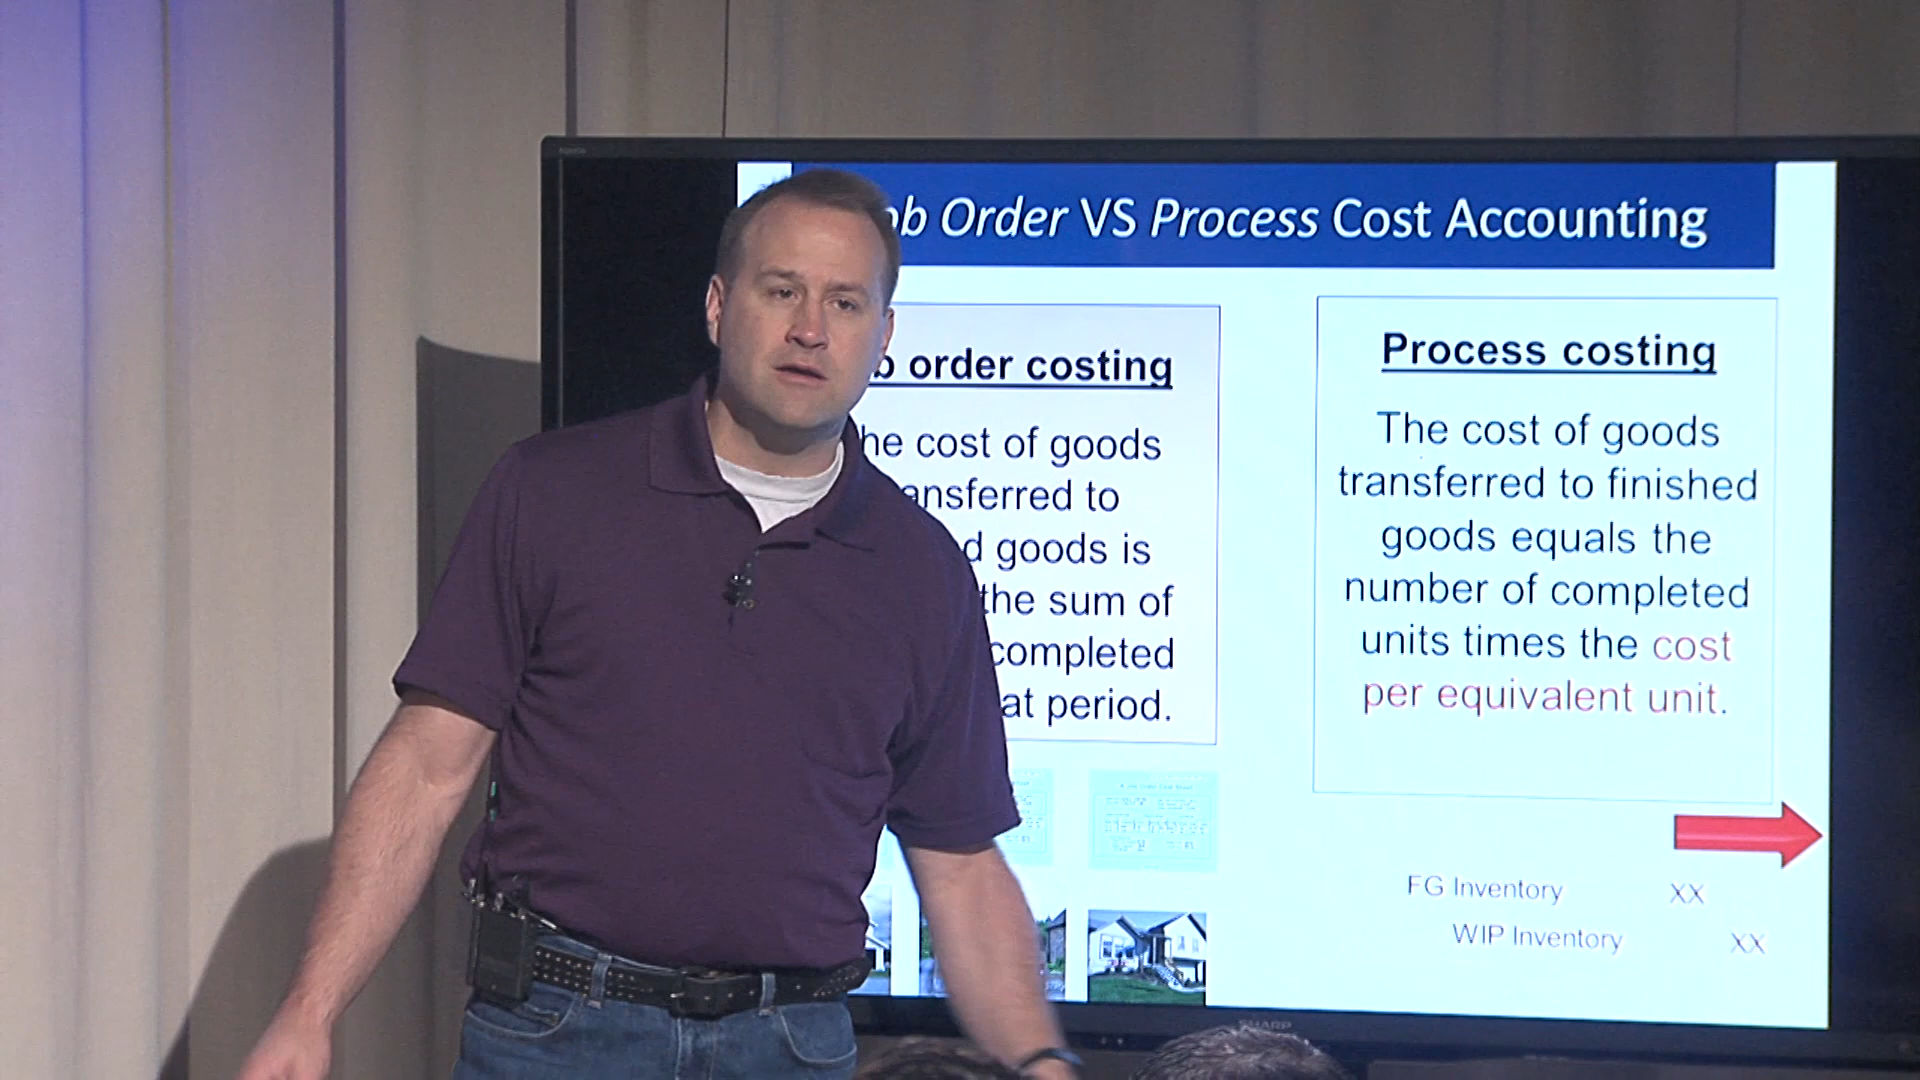 ob Order VS Process Cost Accounting
b order costing
he cost of goods
ansferred to
d goods is
the sum of
completed
at period.
Process costing
The cost of goods
transferred to finished
goods equals the
number of completed
units times the cost
per equivalent unit.
FG Inventory XX
WIP Inventory XX
SHARP